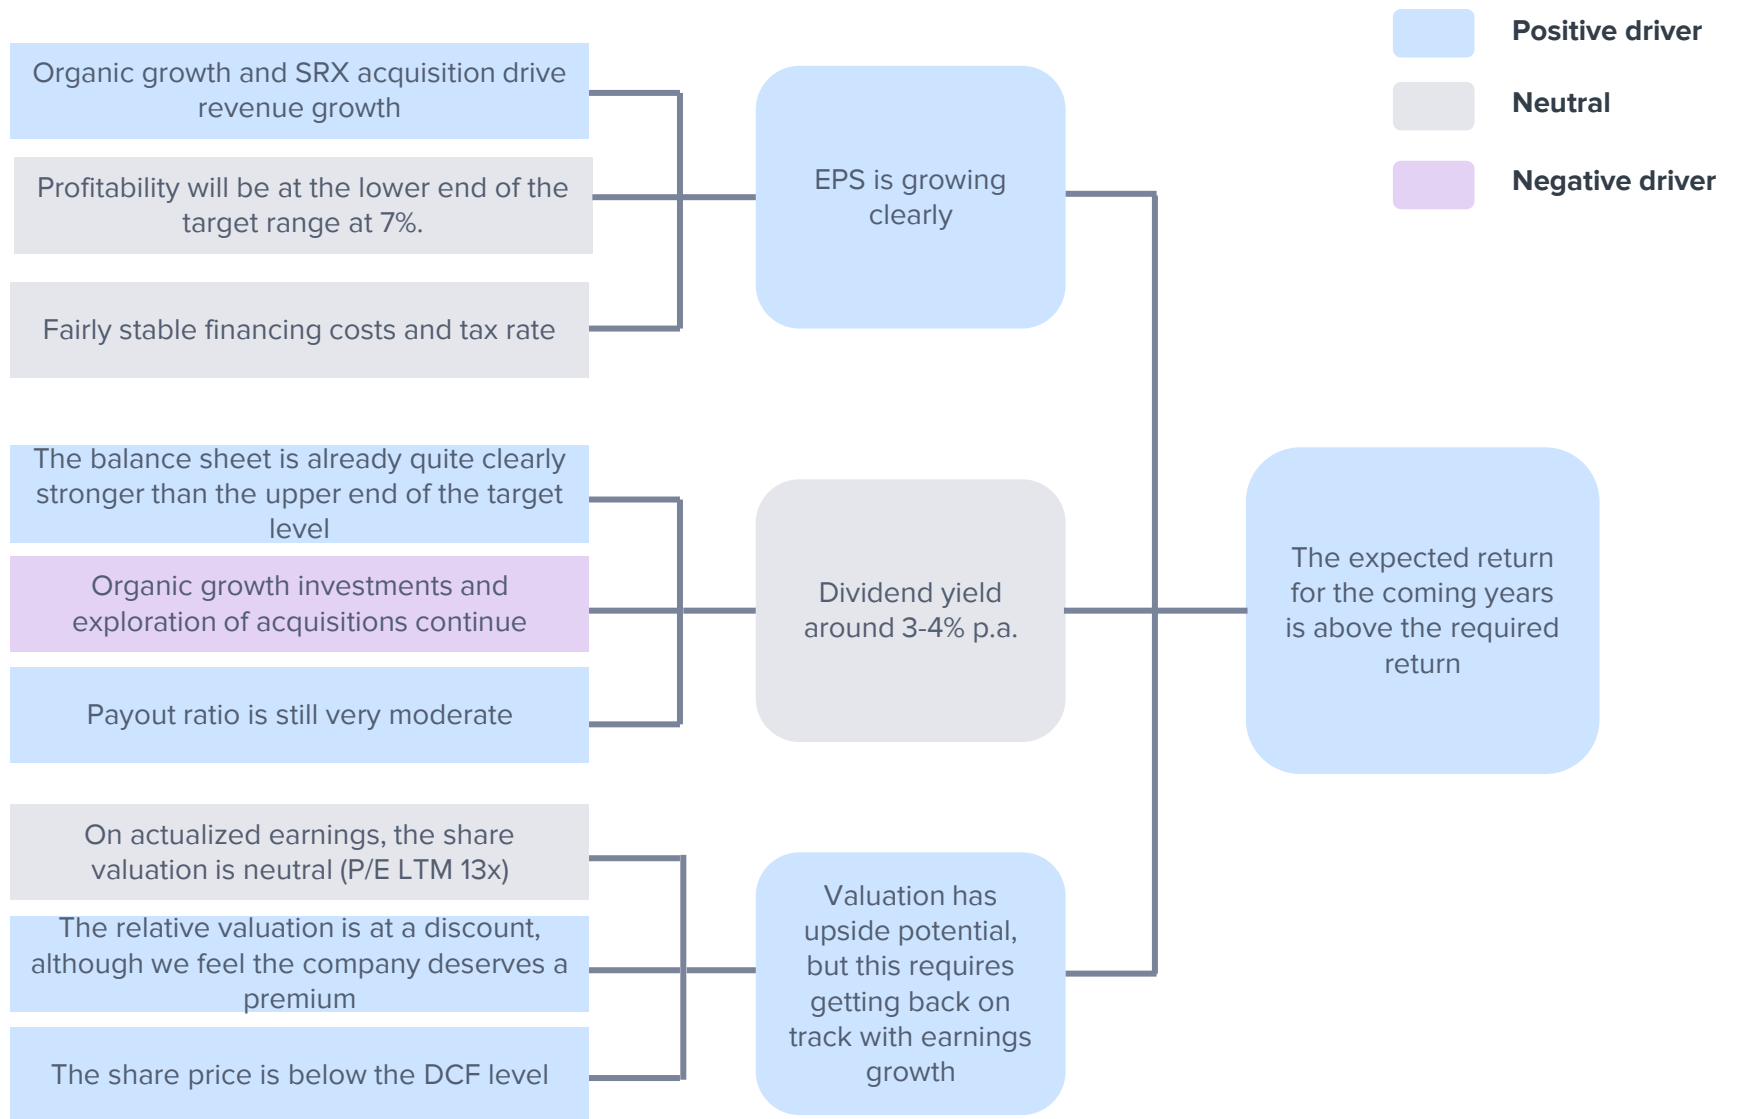 Positive driver
Neutral
Negative driver
Organic growth and SRX acquisition drive
revenue growth
Profitability will be at the lower end of the
target range at 7%.
Fairly stable financing costs and tax rate
EPS is growing
clearly
The balance sheet is already quite clearly
stronger than the upper end of the target
level
Organic growth investments and
exploration of acquisitions continue
Payout ratio is still very moderate
Dividend yield
around 3-4% p.a.
On actualized earnings, the share
valuation is neutral (P/E LTM 13x)
The relative valuation is at a discount,
although we feel the company deserves a
premium
The share price is below the DCF level
Valuation has
upside potential,
but this requires
getting back on
track with earnings
growth
The expected return
for the coming years
is above the required
return